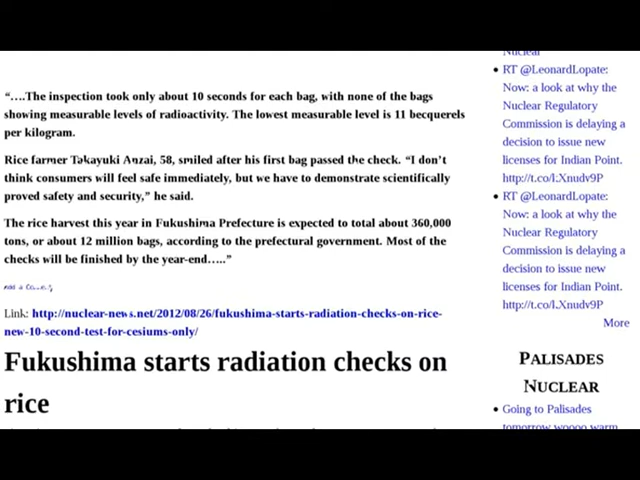 “….The inspection took only about 10 seconds for each bag, with none of the bags
showing measurable levels of radioactivity. The lowest measurable level is 11 becquerels
per kilogram.
Rice farmer Takayuki Anzai, 58, smiled after his first bag passed the check. “I don’t
think consumers will feel safe immediately, but we have to demonstrate scientifically
proved safety and security,” he said.
The rice harvest this year in Fukushima Prefecture is expected to total about 360,000
tons, or about 12 million bags, according to the prefectural government. Most of the
checks will be finished by the year-end…..”
Link: http://nuclear-news.net/2012/08/26/fukushima-starts-radiation-checks-on-rice-
new-10-second-test-for-cesiums-only/
Fukushima starts radiation checks on
rice
Nuclear
RT @LeonardLopate:
Now: a look at why the
Nuclear Regulatory
Commission is delaying a
decision to issue new
licenses for Indian Point.
http://t.co/LXnudv9P
RT @LeonardLopate:
Now: a look at why the
Nuclear Regulatory
Commission is delaying a
decision to issue new
licenses for Indian Point.
http://t.co/LXnudv9P
More
PALISADES
NUCLEAR
Going to Palisades
tomorrow woooo warm